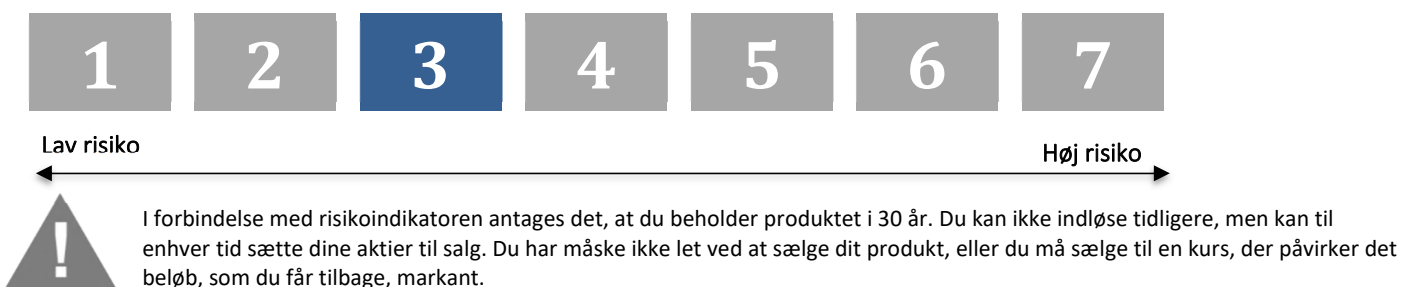 1 2 3 4 5 6 7
Lav risiko Høj risiko
I forbindelse med risikoindikatoren antages det, at du beholder produktet i 30 år. Du kan ikke indløse tidligere, men kan til
enhver tid sætte dine aktier til salg. Du har måske ikke let ved at sælge dit produkt, eller du må sælge til en kurs, der påvirker det
beløb, som du får tilbage, markant.